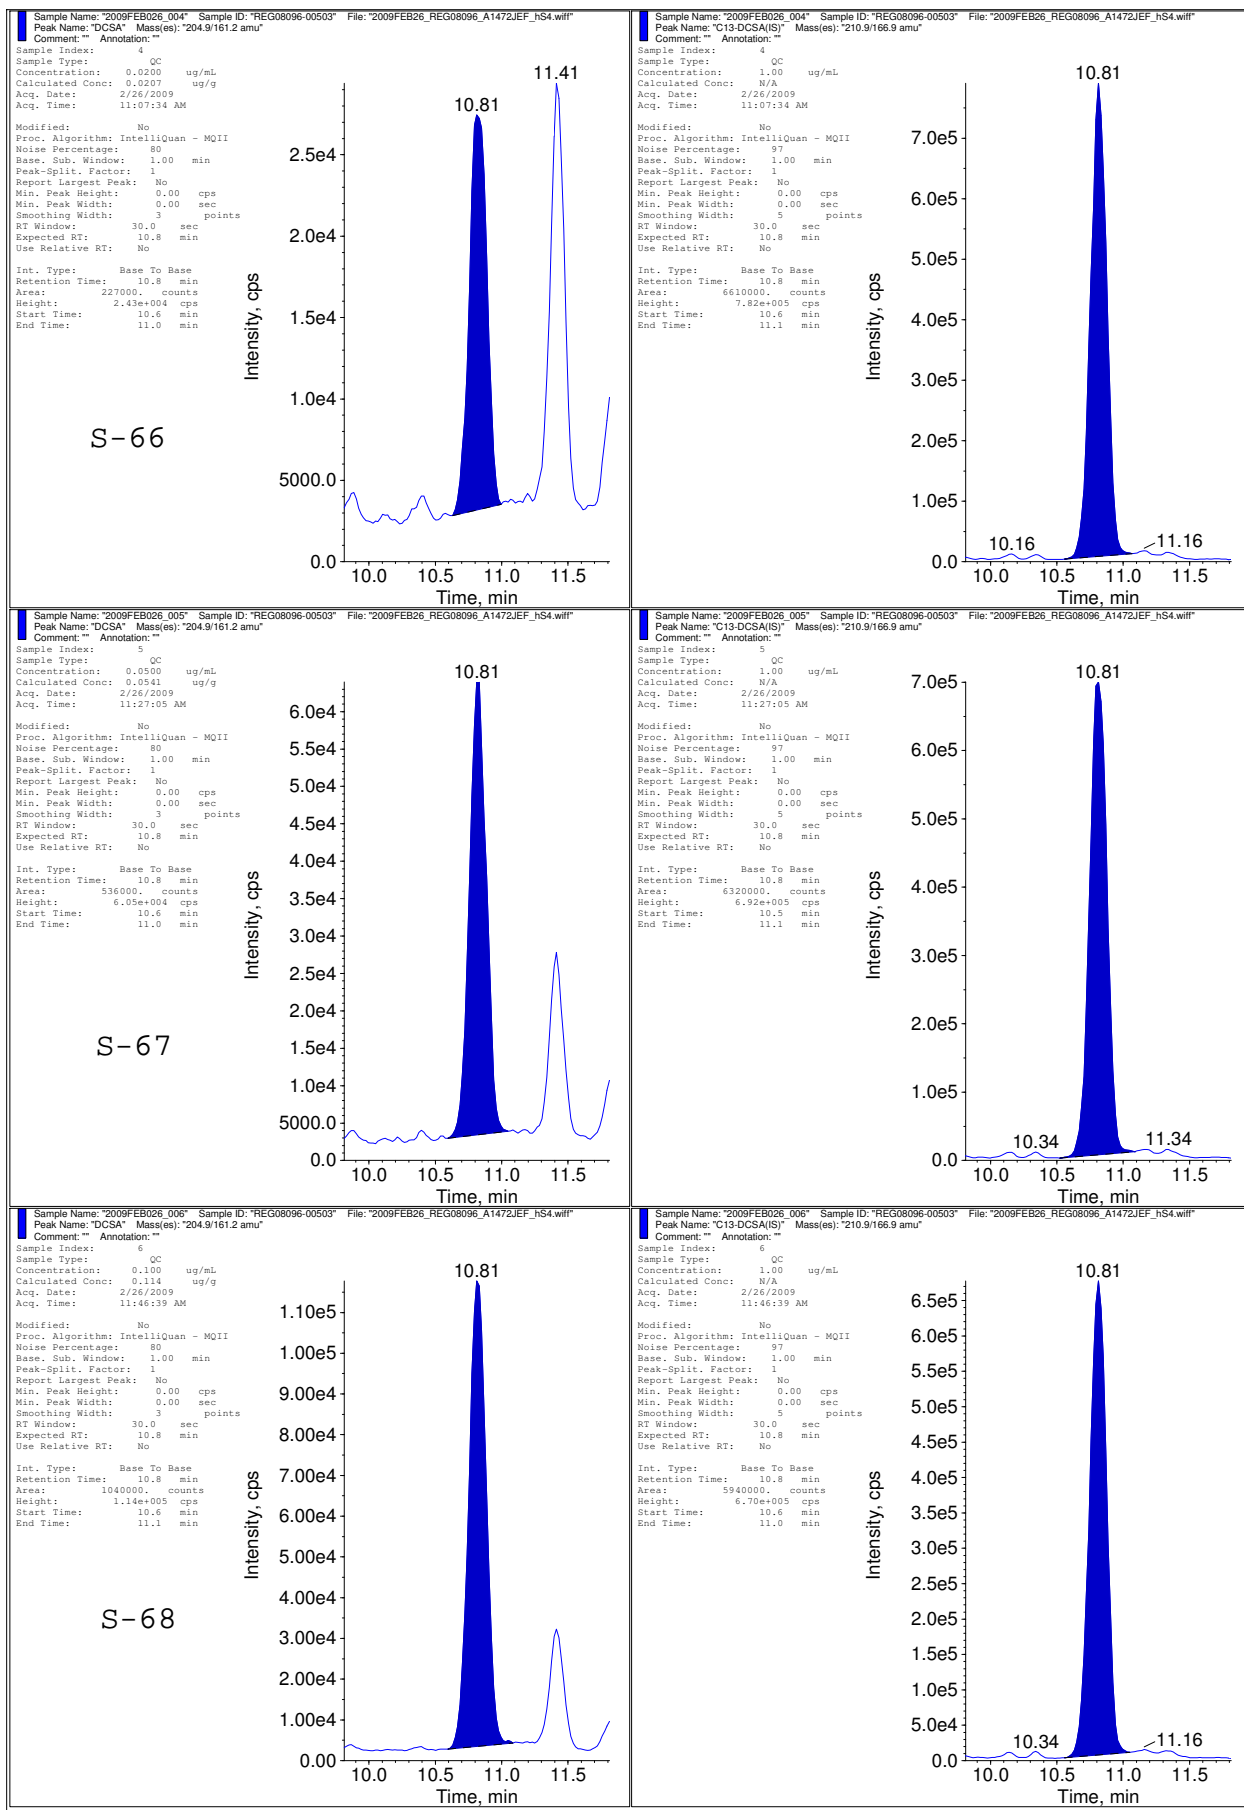 Sample Name: "2009FEB026_004" Sample ID: "REG08096-00503" File: "2009FEB26_REG08096_A1472JEF_hS4.wiff"
Peak Name: "DCSA" Mass(es): "204.9/161.2 amu"
Comment: "" Annotation: ""
Sample Index: 4
Sample Type: QC
Concentration: 0.0200 ug/mL
Calculated Conc: 0.0207 ug/g
Acq. Date: 2/26/2009
Acq. Time: 11:07:34 AM
Modified: No
Proc. Algorithm: IntelliQuan - MQII
Noise Percentage: 80
Base. Sub. Window: 1.00 min
Peak-Split. Factor: 1
Report Largest Peak: No
Min. Peak Height: 0.00 cps
Min. Peak Width: 0.00 sec
Smoothing Width: 3 points
RT Window: 30.0 sec
Expected RT: 10.8 min
Use Relative RT: No
Int. Type: Base To Base
Retention Time: 10.8 min
Area: 227000. counts
Height: 2.43e+004 cps
Start Time: 10.6 min
End Time: 11.0 min
S-66
Intensity, cps
11.41
10.81
2.5e4
2.0e4
1.5e4
1.0e4
5000.0
0.0
10.0 10.5 11.0 11.5
Time, min
Sample Name: "2009FEB026_004" Sample ID: "REG08096-00503" File: "2009FEB26_REG08096_A1472JEF_hS4.wiff"
Peak Name: "C13-DCSA(IS)" Mass(es): "210.9/166.9 amu"
Comment: "" Annotation: ""
Sample Index: 4
Sample Type: QC
Concentration: 1.00 ug/mL
Calculated Conc: N/A
Acq. Date: 2/26/2009
Acq. Time: 11:07:34 AM
Modified: No
Proc. Algorithm: IntelliQuan - MQII
Noise Percentage: 97
Base. Sub. Window: 1.00 min
Peak-Split. Factor: 1
Report Largest Peak: No
Min. Peak Height: 0.00 cps
Min. Peak Width: 0.00 sec
Smoothing Width: 5 points
RT Window: 30.0 sec
Expected RT: 10.8 min
Use Relative RT: No
Int. Type: Base To Base
Retention Time: 10.8 min
Area: 6610000. counts
Height: 7.82e+005 cps
Start Time: 10.6 min
End Time: 11.1 min
Intensity, cps
10.81
7.0e5
6.0e5
5.0e5
4.0e5
3.0e5
2.0e5
1.0e5
0.0
10.16
11.16
10.0 10.5 11.0 11.5
Time, min
Sample Name: "2009FEB026_005" Sample ID: "REG08096-00503" File: "2009FEB26_REG08096_A1472JEF_hS4.wiff"
Peak Name: "DCSA" Mass(es): "204.9/161.2 amu"
Comment: "" Annotation: ""
Sample Index: 5
Sample Type: QC
Concentration: 0.0500 ug/mL
Calculated Conc: 0.0541 ug/g
Acq. Date: 2/26/2009
Acq. Time: 11:27:05 AM
Modified: No
Proc. Algorithm: IntelliQuan - MQII
Noise Percentage: 80
Base. Sub. Window: 1.00 min
Peak-Split. Factor: 1
Report Largest Peak: No
Min. Peak Height: 0.00 cps
Min. Peak Width: 0.00 sec
Smoothing Width: 3 points
RT Window: 30.0 sec
Expected RT: 10.8 min
Use Relative RT: No
Int. Type: Base To Base
Retention Time: 10.8 min
Area: 536000. counts
Height: 6.05e+004 cps
Start Time: 10.6 min
End Time: 11.0 min
S-67
Intensity, cps
10.81
6.0e4
5.5e4
5.0e4
4.5e4
4.0e4
3.5e4
3.0e4
2.5e4
2.0e4
1.5e4
1.0e4
5000.0
0.0
10.0 10.5 11.0 11.5
Time, min
Sample Name: "2009FEB026_005" Sample ID: "REG08096-00503" File: "2009FEB26_REG08096_A1472JEF_hS4.wiff"
Peak Name: "C13-DCSA(IS)" Mass(es): "210.9/166.9 amu"
Comment: "" Annotation: ""
Sample Index: 5
Sample Type: QC
Concentration: 1.00 ug/mL
Calculated Conc: N/A
Acq. Date: 2/26/2009
Acq. Time: 11:27:05 AM
Modified: No
Proc. Algorithm: IntelliQuan - MQII
Noise Percentage: 97
Base. Sub. Window: 1.00 min
Peak-Split. Factor: 1
Report Largest Peak: No
Min. Peak Height: 0.00 cps
Min. Peak Width: 0.00 sec
Smoothing Width: 5 points
RT Window: 30.0 sec
Expected RT: 10.8 min
Use Relative RT: No
Int. Type: Base To Base
Retention Time: 10.8 min
Area: 6320000. counts
Height: 6.92e+005 cps
Start Time: 10.5 min
End Time: 11.1 min
Intensity, cps
10.81
7.0e5
6.0e5
5.0e5
4.0e5
3.0e5
2.0e5
1.0e5
0.0
10.34
11.34
10.0 10.5 11.0 11.5
Time, min
Sample Name: "2009FEB026_006" Sample ID: "REG08096-00503" File: "2009FEB26_REG08096_A1472JEF_hS4.wiff"
Peak Name: "DCSA" Mass(es): "204.9/161.2 amu"
Comment: "" Annotation: ""
Sample Index: 6
Sample Type: QC
Concentration: 0.100 ug/mL
Calculated Conc: 0.114 ug/g
Acq. Date: 2/26/2009
Acq. Time: 11:46:39 AM
Modified: No
Proc. Algorithm: IntelliQuan - MQII
Noise Percentage: 80
Base. Sub. Window: 1.00 min
Peak-Split. Factor: 1
Report Largest Peak: No
Min. Peak Height: 0.00 cps
Min. Peak Width: 0.00 sec
Smoothing Width: 3 points
RT Window: 30.0 sec
Expected RT: 10.8 min
Use Relative RT: No
Int. Type: Base To Base
Retention Time: 10.8 min
Area: 1040000. counts
Height: 1.14e+005 cps
Start Time: 10.6 min
End Time: 11.1 min
S-68
Intensity, cps
10.81
1.10e5
1.00e5
9.00e4
8.00e4
7.00e4
6.00e4
5.00e4
4.00e4
3.00e4
2.00e4
1.00e4
0.00
10.0 10.5 11.0 11.5
Time, min
Sample Name: "2009FEB026_006" Sample ID: "REG08096-00503" File: "2009FEB26_REG08096_A1472JEF_hS4.wiff"
Peak Name: "C13-DCSA(IS)" Mass(es): "210.9/166.9 amu"
Comment: "" Annotation: ""
Sample Index: 6
Sample Type: QC
Concentration: 1.00 ug/mL
Calculated Conc: N/A
Acq. Date: 2/26/2009
Acq. Time: 11:46:39 AM
Modified: No
Proc. Algorithm: IntelliQuan - MQII
Noise Percentage: 97
Base. Sub. Window: 1.00 min
Peak-Split. Factor: 1
Report Largest Peak: No
Min. Peak Height: 0.00 cps
Min. Peak Width: 0.00 sec
Smoothing Width: 5 points
RT Window: 30.0 sec
Expected RT: 10.8 min
Use Relative RT: No
Int. Type: Base To Base
Retention Time: 10.8 min
Area: 5940000. counts
Height: 6.70e+005 cps
Start Time: 10.6 min
End Time: 11.0 min
Intensity, cps
10.81
6.5e5
6.0e5
5.5e5
5.0e5
4.5e5
4.0e5
3.5e5
3.0e5
2.5e5
2.0e5
1.5e5
1.0e5
5.0e4
0.0
10.34
11.16
10.0 10.5 11.0 11.5
Time, min